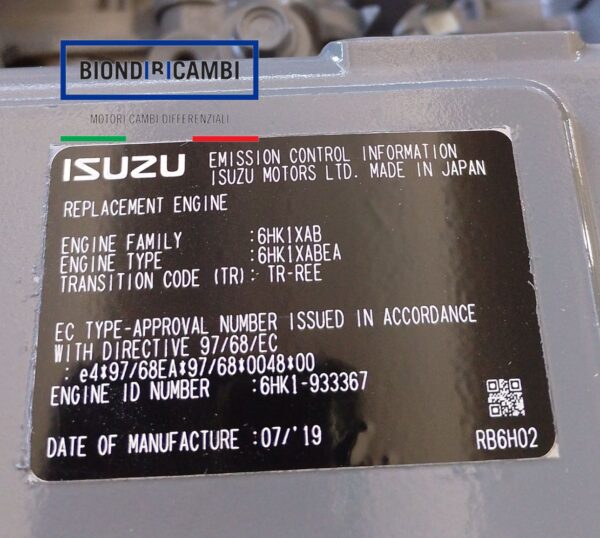 BIONDIRICAMBI
MOTORI CAMBI DIFFERENZIALI
ISUZU EMISSION CONTROL INFORMATION
ISUZU MOTORS LTD. MADE IN JAPAN
REPLACEMENT ENGINE
ENGINE FAMILY :6HK1XAB
ENGINE TYPE :6HK1XABEA
TRANSITION CODE (TR): TR-REE
EC TYPE-APPROVAL NUMBER ISSUED IN ACCORDANCE
WITH DIRECTIVE 97/68/EC
: e4*97/68EA*97/68*0048*00
ENGINE ID NUMBER :6HK1-933367
DATE OF MANUFACTURE :07/'19
RB6H02